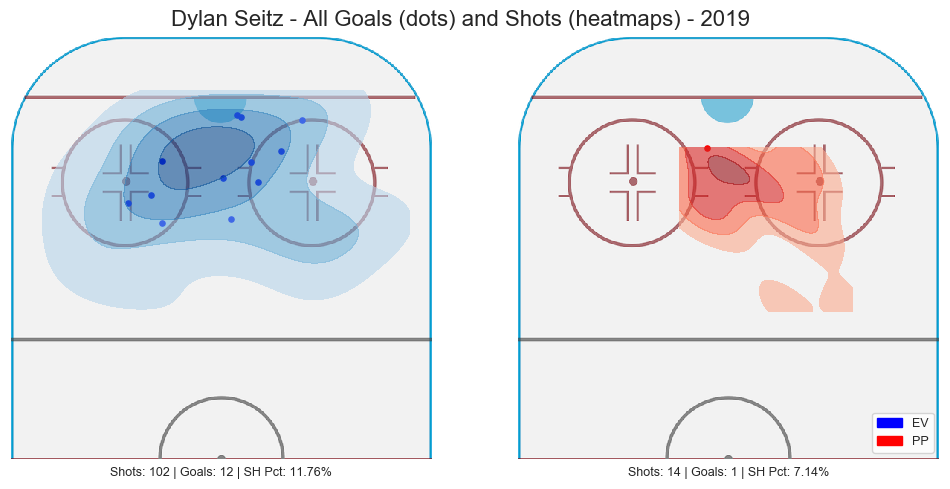 Dylan Seitz - All Goals (dots) and Shots (heatmaps) - 2019
EV
PP
Shots: 102 | Goals: 12 | SH Pct: 11.76%
Shots: 14 | Goals: 1 | SH Pct: 7.14%